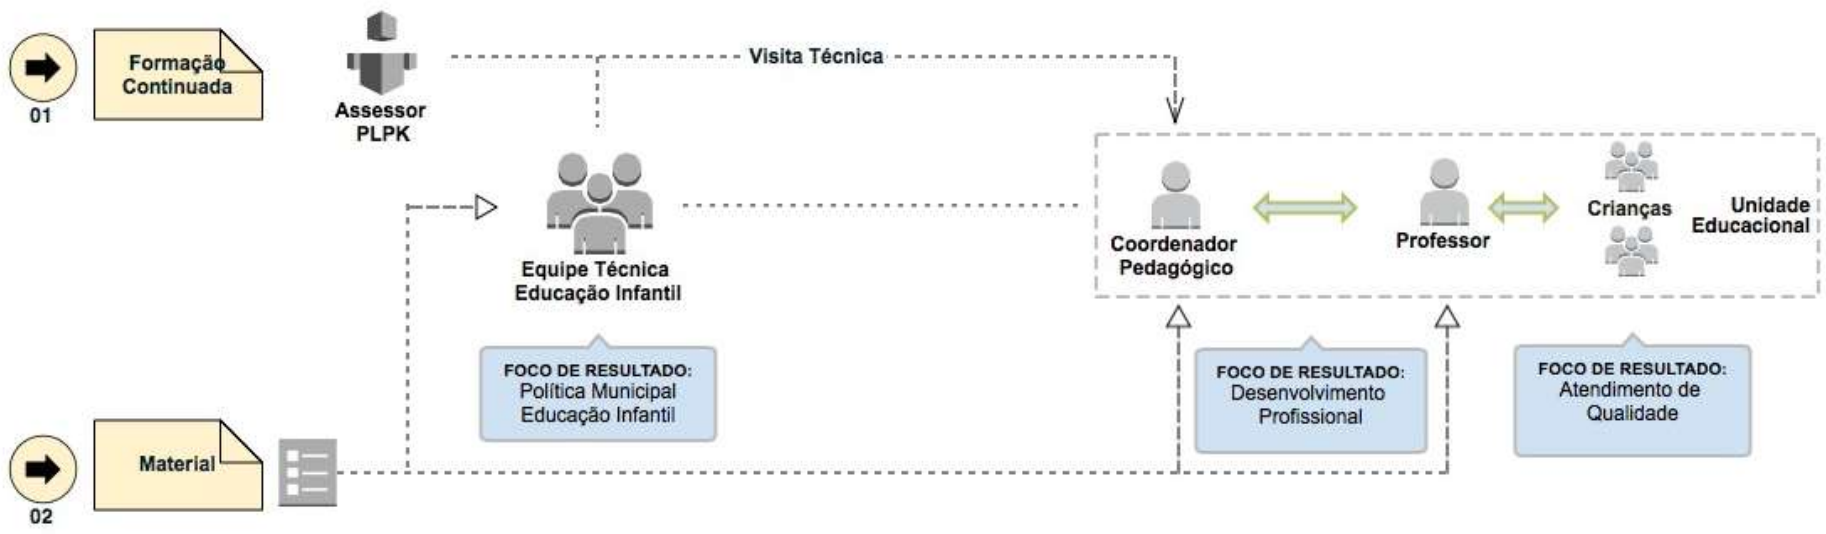 01
Formação
Continuada
Assessor
PLPK
Visita Técnica
Equipe Técnica
Educação Infantil
Coordenador
Pedagógico
Professor
Crianças
Unidade
Educacional
FOCO DE RESULTADO:
Política Municipal
Educação Infantil
FOCO DE RESULTADO:
Desenvolvimento
Profissional
FOCO DE RESULTADO:
Atendimento de
Qualidade
02
Material